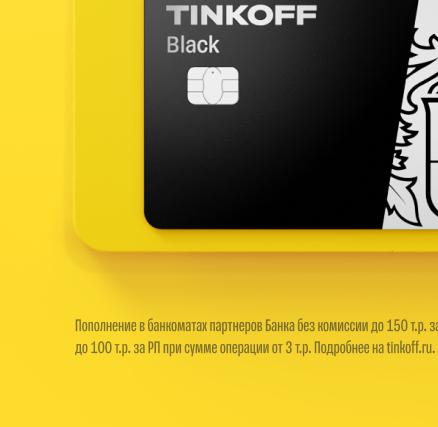 TINKOFF
Black
Пополнение в банкоматах партнеров Банка без комиссии до 150 т.р. за
до 100 т.р. за РП при сумме операции от 3 т.р. Подробнее на tinkoff.ru.